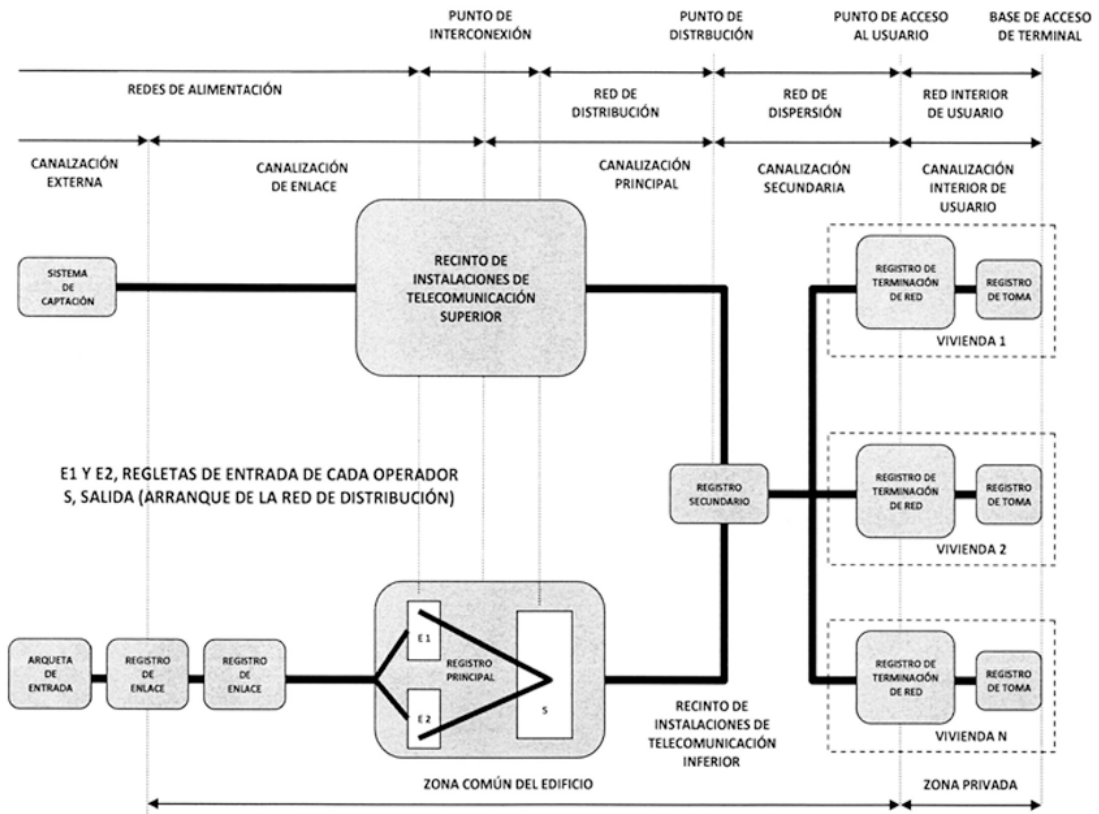 PUNTO DE
INTERCONEXIÓN
PUNTO DE
DISTRBUCIÓN
PUNTO DE ACCESO
AL USUARIO
BASE DE ACCESO
DE TERMINAL
REDES DE ALIMENTACIÓN
RED DE
DISTRIBUCIÓN
RED DE
DISPERSIÓN
RED INTERIOR
DE USUARIO
CANALZACIÓN
EXTERNA
CANALIZACIÓN
DE ENLACE
CANALIZACIÓN
PRINCIPAL
CANALIZACIÓN
SECUNDARIA
CANALIZACIÓN
INTERIOR DE
USUARIO
SISTEMA
DE
CAPTACIÓN
RECINTO DE
INSTALACIONES DE
TELECOMUNICACIÓN
SUPERIOR
REGISTRO DE
TERMINACIÓN
DE RED
REGISTRO
DE TOMA
VIVIENDA 1
E1 Y E2, REGLETAS DE ENTRADA DE CADA OPERADOR
S, SALIDA (ARRANQUE DE LA RED DE DISTRIBUCIÓN)
REGISTRO
SECUNDARIO
REGISTRO DE
TERMINACIÓN
DE RED
REGISTRO
DE TOMA
VIVIENDA 2
ARQUETA
DE
ENTRADA
REGISTRO
DE
ENLACE
REGISTRO
DE
ENLACE
E 1
REGISTRO
PRINCIPAL
E 2
S
RECINTO DE
INSTALACIONES DE
TELECOMUNICACIÓN
INFERIOR
REGISTRO DE
TERMINACIÓN
DE RED
REGISTRO
DE TOMA
VIVIENDA N
ZONA COMÚN DEL EDIFICIO
ZONA PRIVADA